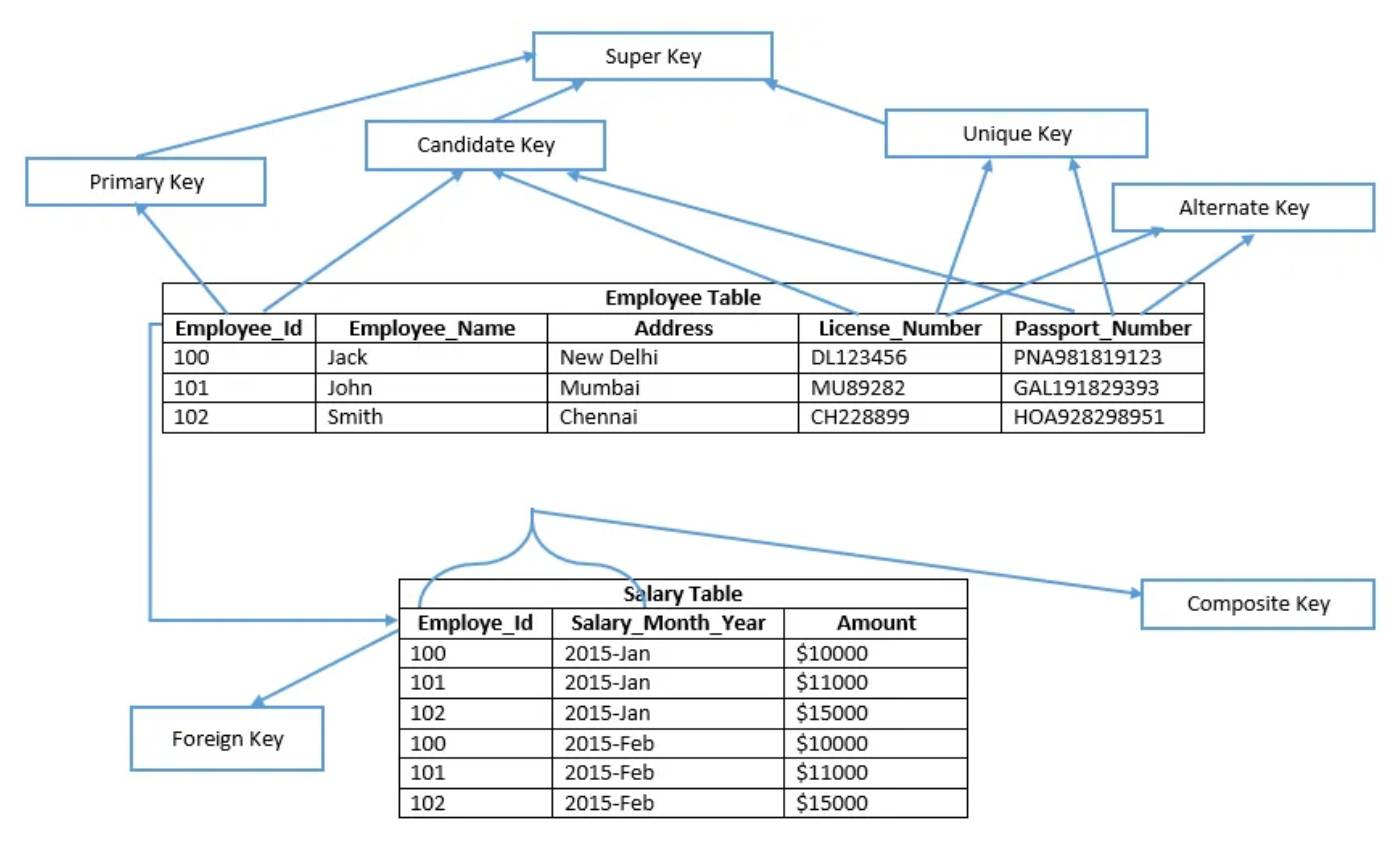 Super Key
Unique Key
Candidate Key
Primary Key
Alternate Key
Employee Table
Employee_Id Employee_Name Address License_Number Passport_Number
100 Jack New Delhi DL123456 PNA981819123
101 John Mumbai MU89282 GAL191829393
102 Smith Chennai CH228899 HOA928298951
Salary Table
Composite Key
Employe_Id Salary_Month_Year Amount
100 2015-Jan $10000
101 2015-Jan $11000
102 2015-Jan $15000
100 2015-Feb $10000
101 2015-Feb $11000
102 2015-Feb $15000
Foreign Key